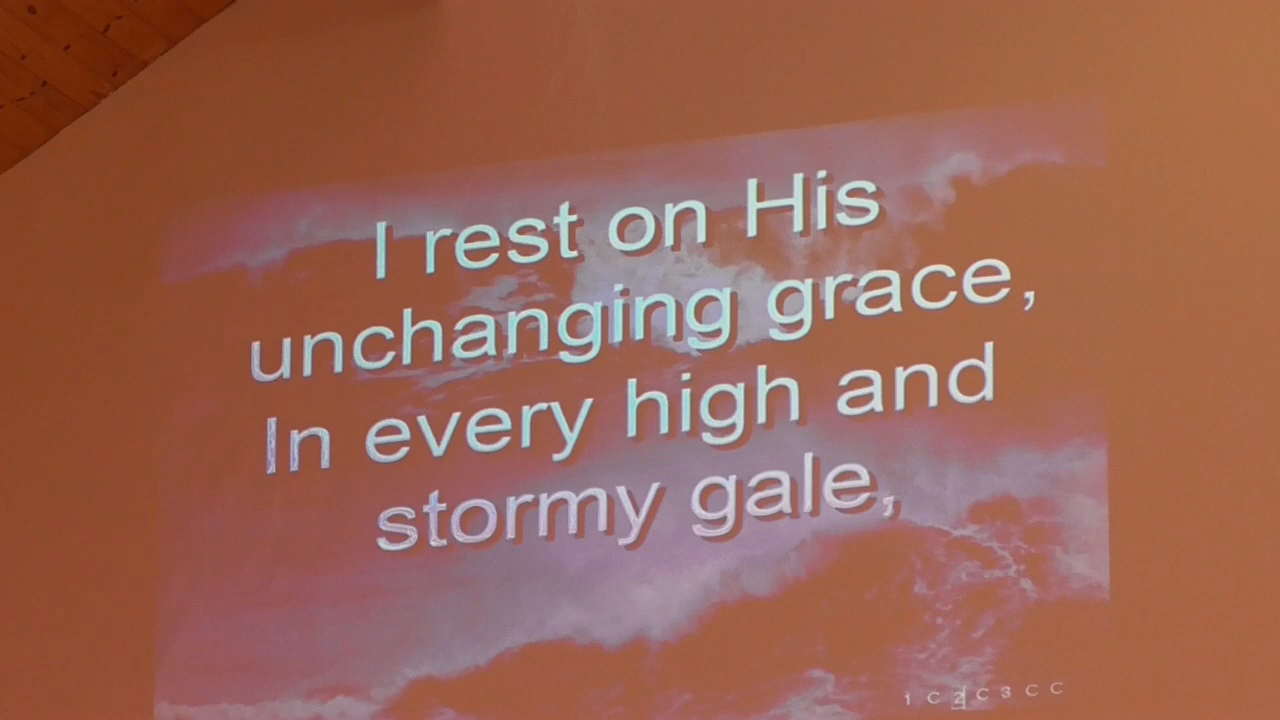 I rest on His
unchanging grace,
In every high and
stormy gale,
1 C 2 C 3 C C